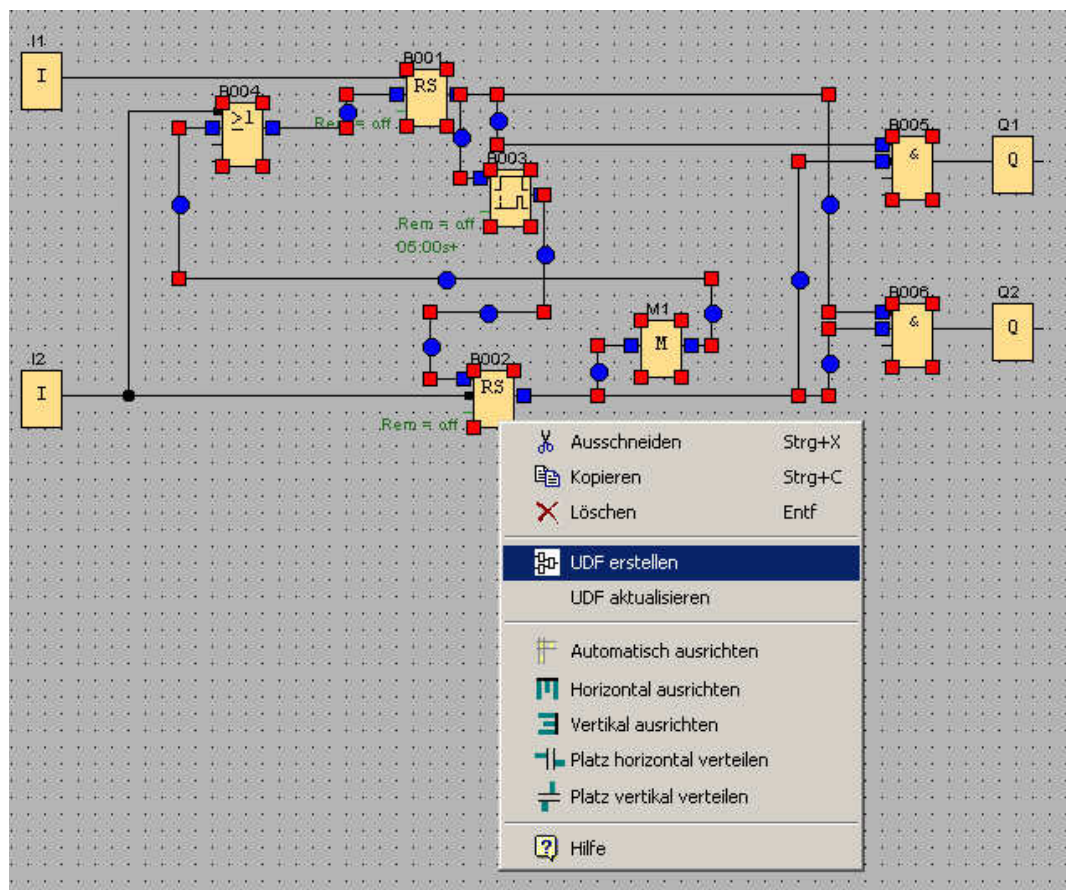 .I1
I
B001
RS
.Rem = off
B004
≥1
B003
.Rem = off
06:00s+
B005
&
Q1
Q
M1
M
B006
&
Q2
Q
.I2
I
B002
RS
.Rem = off
Ausschneiden Strg+X
Kopieren Strg+C
Löschen Entf
UDF erstellen
UDF aktualisieren
Automatisch ausrichten
Horizontal ausrichten
Vertikal ausrichten
Platz horizontal verteilen
Platz vertikal verteilen
Hilfe